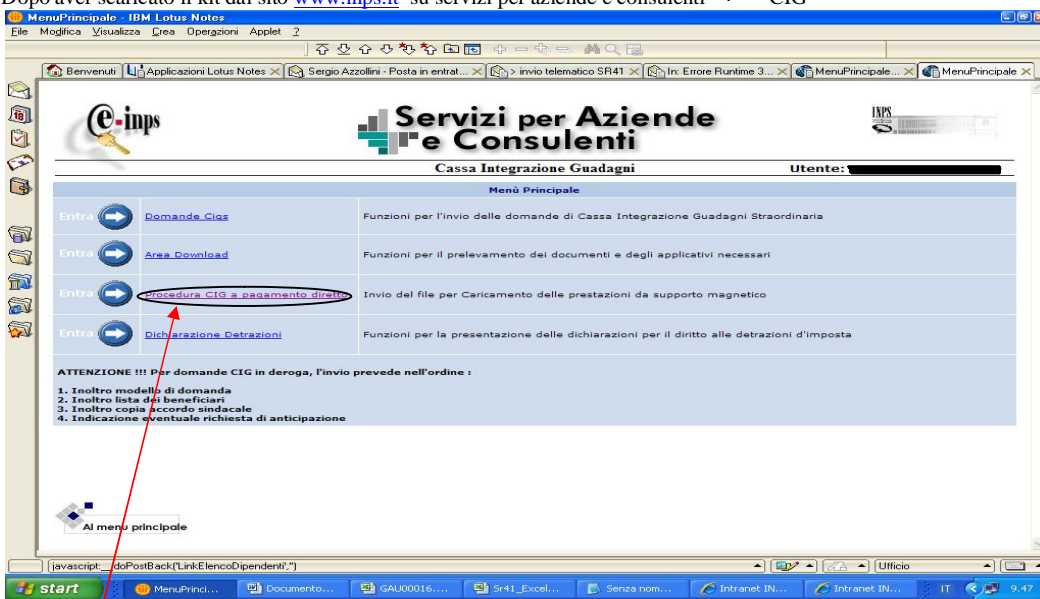 Dopo aver scaricato il kit dal sito www.inps.it su servizi per aziende e consulenti → CIG
MenuPrincipale - IBM Lotus Notes
File Modifica Visualizza Crea Operazioni Applet ?
Benvenuti Applicazioni Lotus Notes Sergio Azzollini - Posta in entrat... > invio telematico SR41 In: Errore Runtime 3... MenuPrincipale... MenuPrincipale
e-inps
Servizi per Aziende
e Consulenti
INPS
Cassa Integrazione Guadagni Utente:
Menù Principale
Entra Domande Cigs Funzioni per l'invio delle domande di Cassa Integrazione Guadagni Straordinaria
Entra Area Download Funzioni per il prelevamento dei documenti e degli applicativi necessari
Entra Procedura CIG a pagamento diretto Invio del file per Caricamento delle prestazioni da supporto magnetico
Entra Dichiarazione Detrazioni Funzioni per la presentazione delle dichiarazioni per il diritto alle detrazioni d'imposta
ATTENZIONE !!! Per domande CIG in deroga, l'invio prevede nell'ordine :
1. Inoltro modello di domanda
2. Inoltro lista dei beneficiari
3. Inoltro copia accordo sindacale
4. Indicazione eventuale richiesta di anticipazione
Al menu principale
javascript:__doPostBack('LinkElencoDipendenti','') Ufficio
start MenuPrinci... Documento... GAU00016.... Sr41_Excel... Senza nom... Intranet IN... Intranet IN... IT 9.47